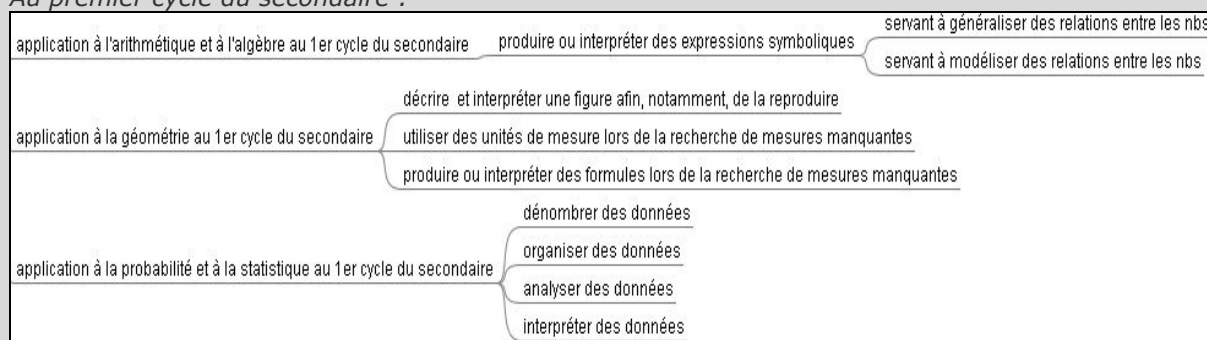 Au premier cycle du secondaire :
application à l'arithmétique et à l'algèbre au 1er cycle du secondaire
produire ou interpréter des expressions symboliques
servant à généraliser des relations entre les nbs
servant à modéliser des relations entre les nbs
application à la géométrie au 1er cycle du secondaire
décrire et interpréter une figure afin, notamment, de la reproduire
utiliser des unités de mesure lors de la recherche de mesures manquantes
produire ou interpréter des formules lors de la recherche de mesures manquantes
application à la probabilité et à la statistique au 1er cycle du secondaire
dénombrer des données
organiser des données
analyser des données
interpréter des données